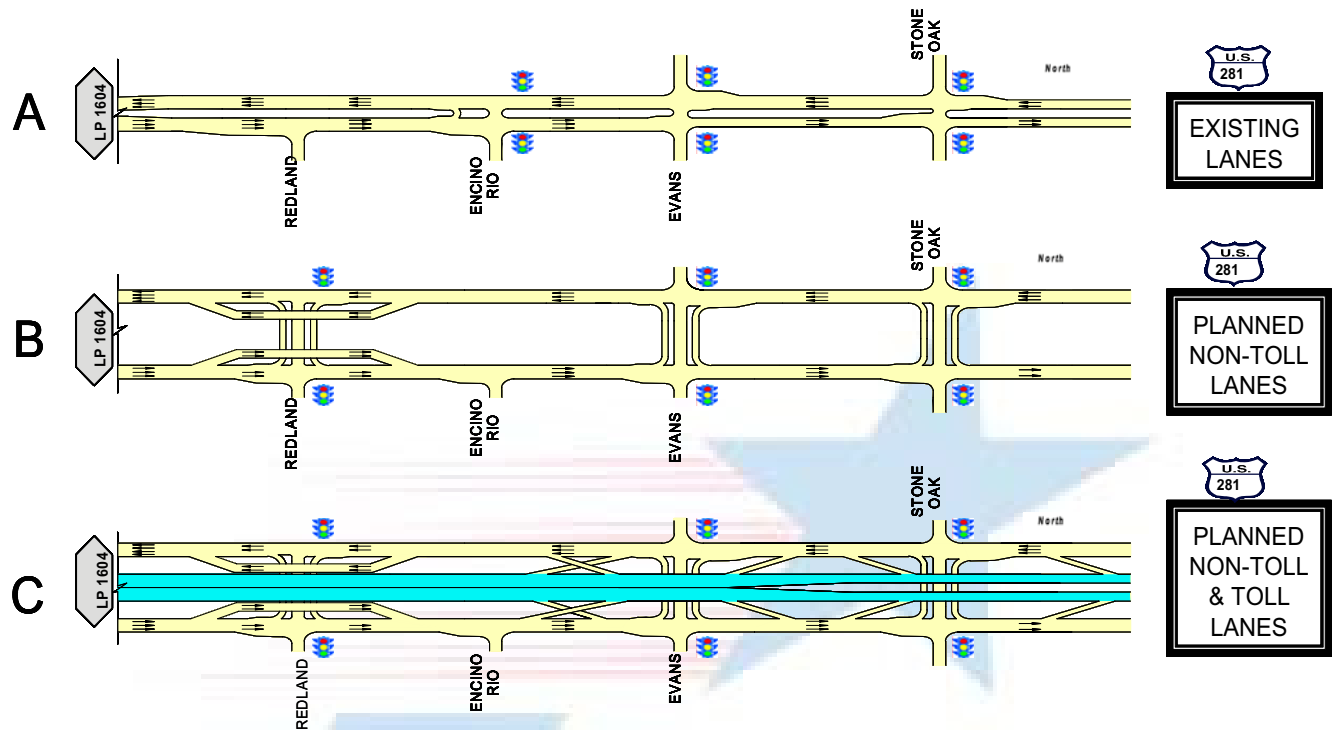 A
LP 1604
REDLAND
ENCINO
RIO
EVANS
STONE
OAK
North
U.S.
281
EXISTING
LANES
B
LP 1604
REDLAND
ENCINO
RIO
EVANS
STONE
OAK
North
U.S.
281
PLANNED
NON-TOLL
LANES
C
LP 1604
REDLAND
ENCINO
RIO
EVANS
STONE
OAK
North
U.S.
281
PLANNED
NON-TOLL
& TOLL
LANES